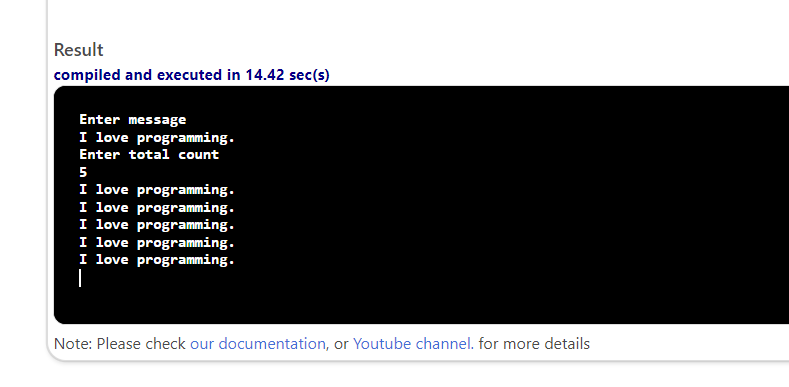 Result
compiled and executed in 14.42 sec(s)
Enter message
I love programming.
Enter total count
5
I love programming.
I love programming.
I love programming.
I love programming.
I love programming.
Note: Please check our documentation, or Youtube channel. for more details